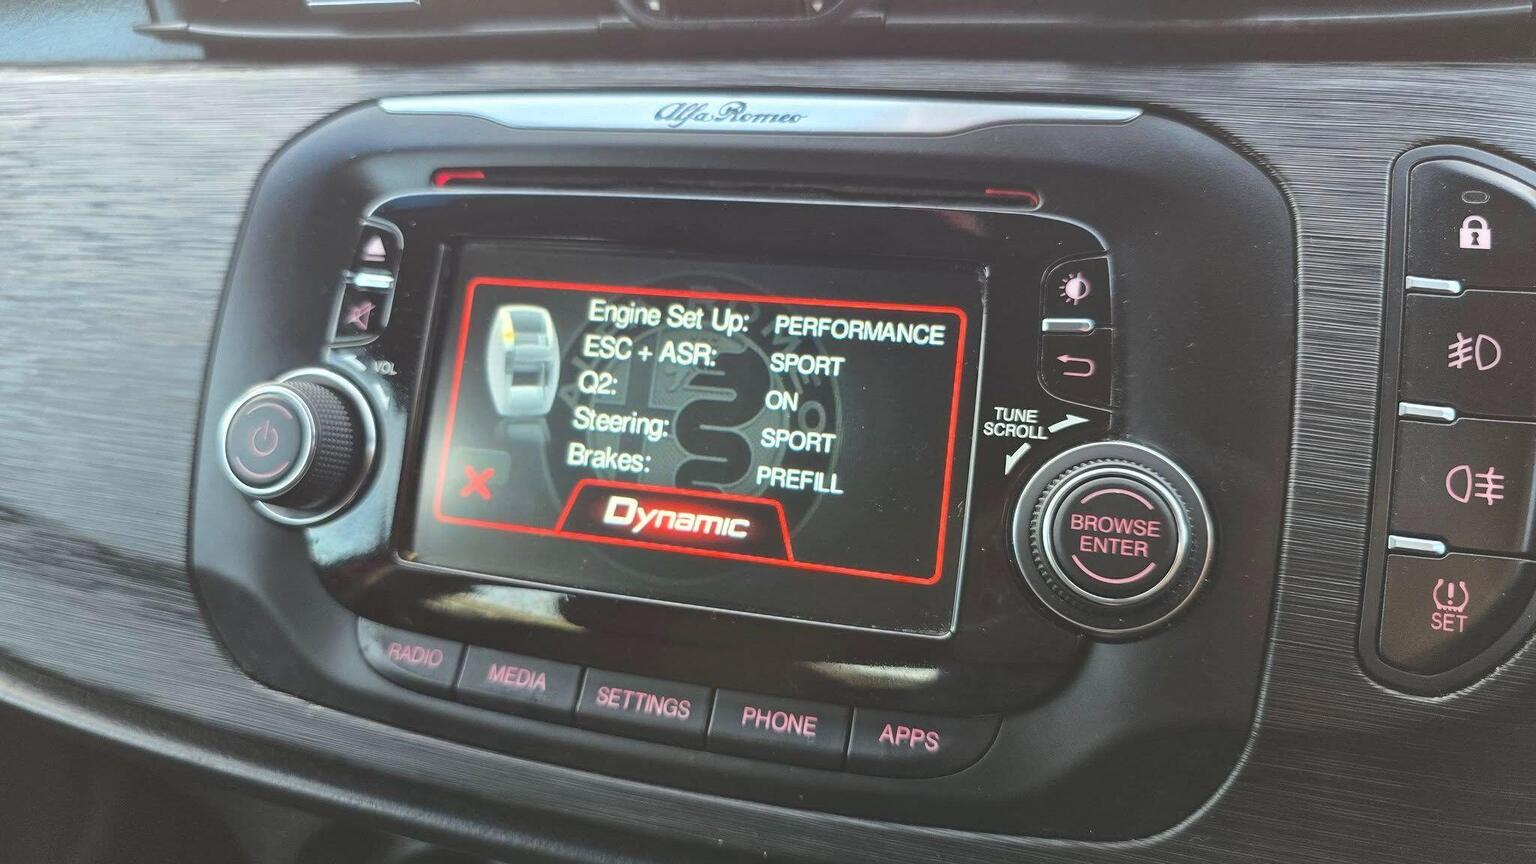 Alfa Romeo
VOL
Engine Set Up: PERFORMANCE
ESC + ASR: SPORT
Q2: ON
Steering: SPORT
Brakes: PREFILL
Dynamic
TUNE
SCROLL
BROWSE
ENTER
RADIO
MEDIA
SETTINGS
PHONE
APPS
SET